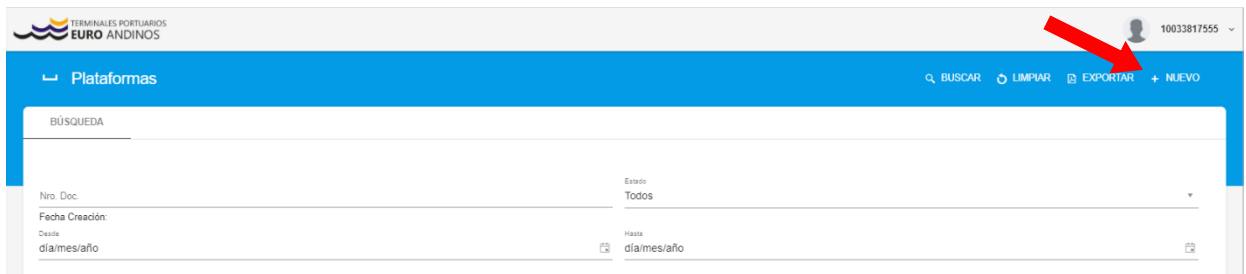 TERMINALES PORTUARIOS
EURO ANDINOS
10033817555
Plataformas
BUSCAR LIMPIAR EXPORTAR + NUEVO
BÚSQUEDA
Nro. Doc.
Estado
Todos
Fecha Creación:
Desde
día/mes/año
Hasta
día/mes/año